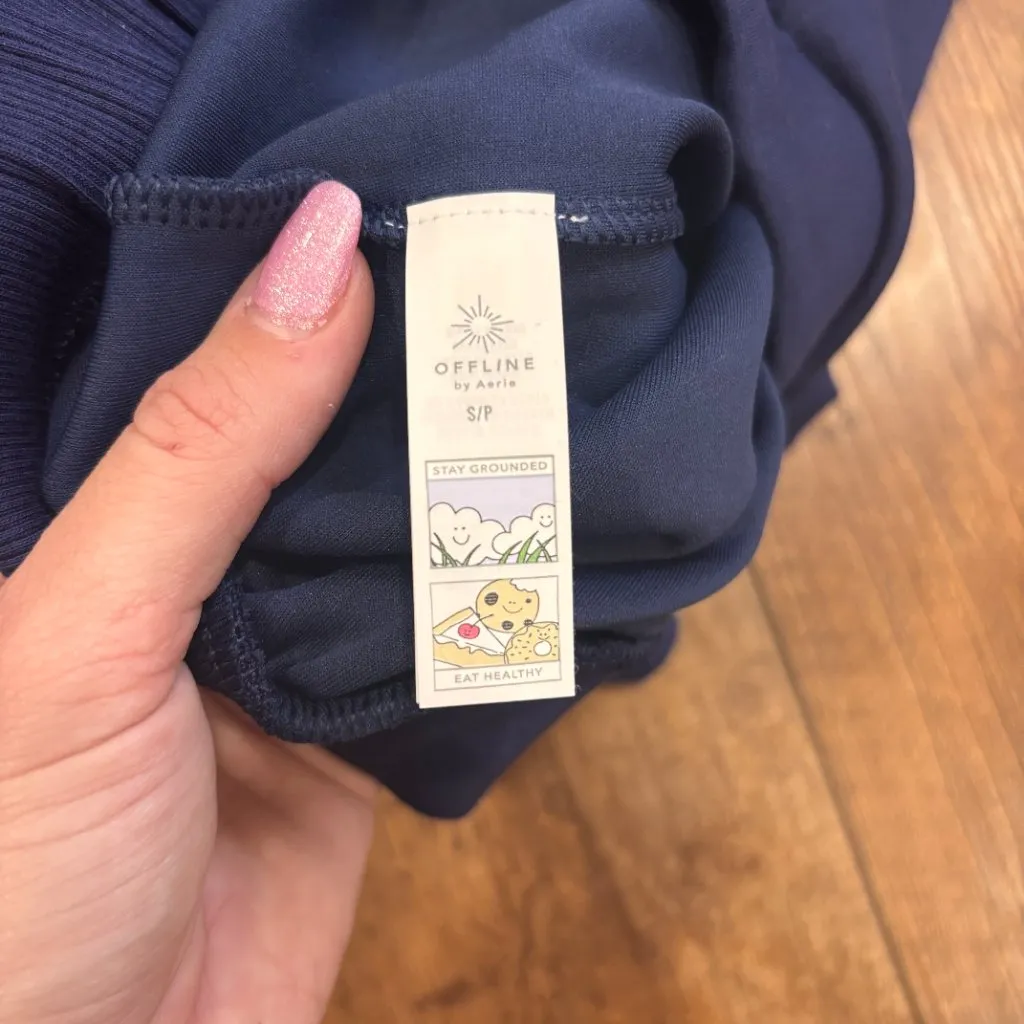 OFFLINE
by Aerie
S/P
STAY GROUNDED
EAT HEALTHY